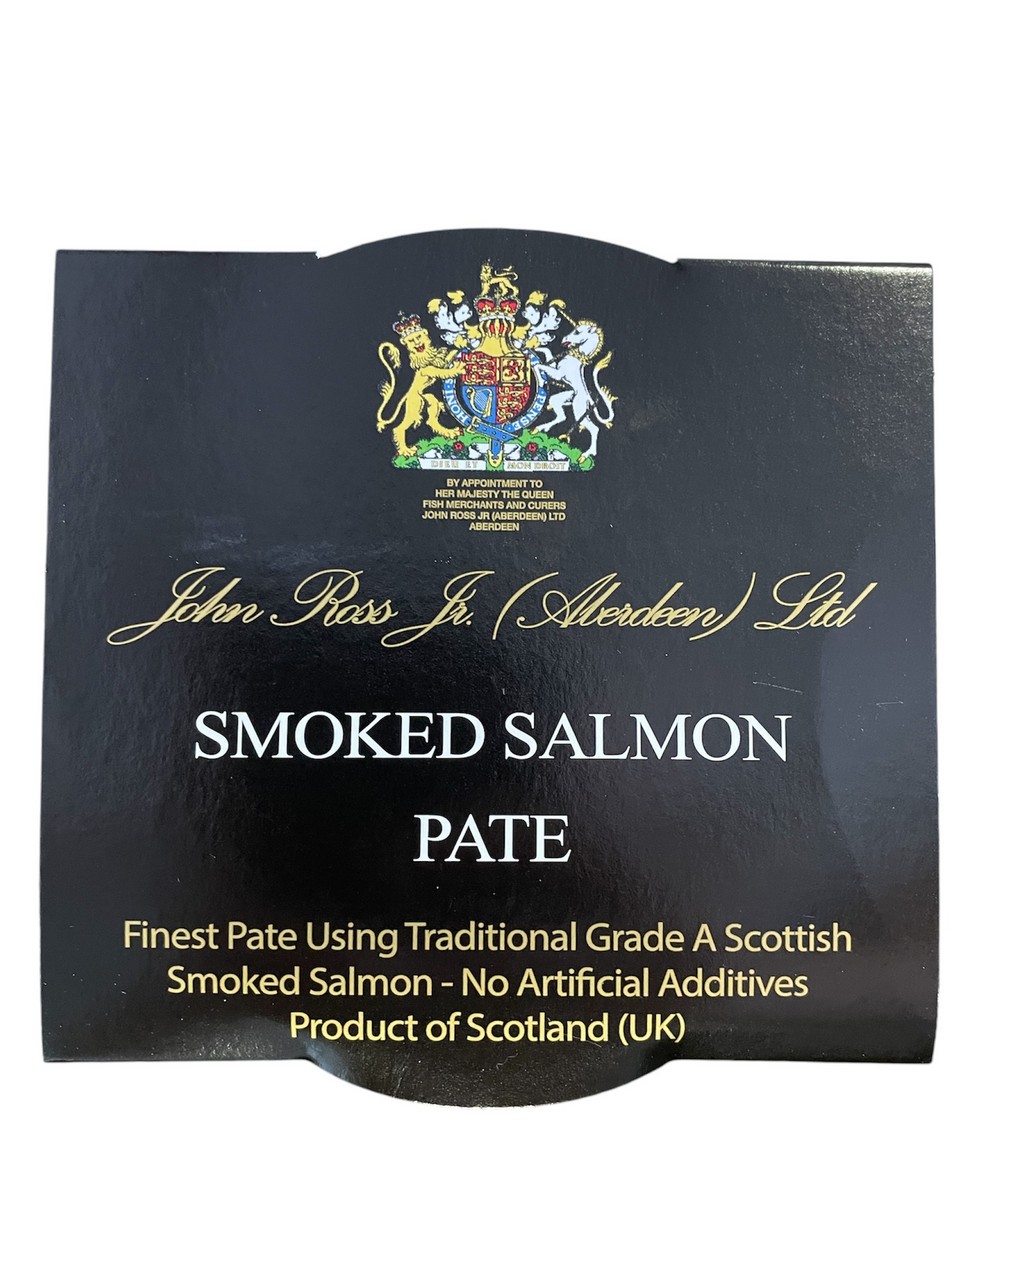 HONI PENSE
DIEU ET MON DROIT
BY APPOINTMENT TO
HER MAJESTY THE QUEEN
FISH MERCHANTS AND CURERS
JOHN ROSS JR (ABERDEEN) LTD
ABERDEEN
John Ross Jr. (Aberdeen) Ltd
SMOKED SALMON
PATE
Finest Pate Using Traditional Grade A Scottish
Smoked Salmon - No Artificial Additives
Product of Scotland (UK)